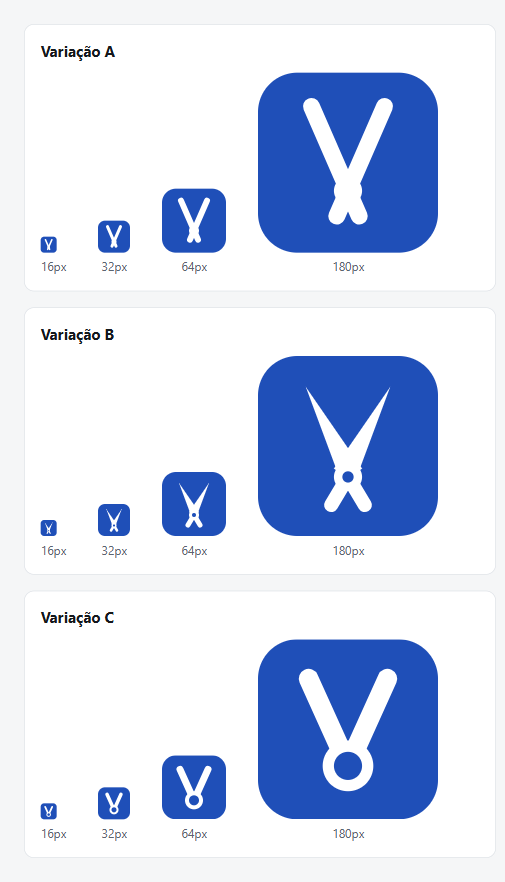 Variação A
16px 32px 64px 180px
Variação B
16px 32px 64px 180px
Variação C
16px 32px 64px 180px